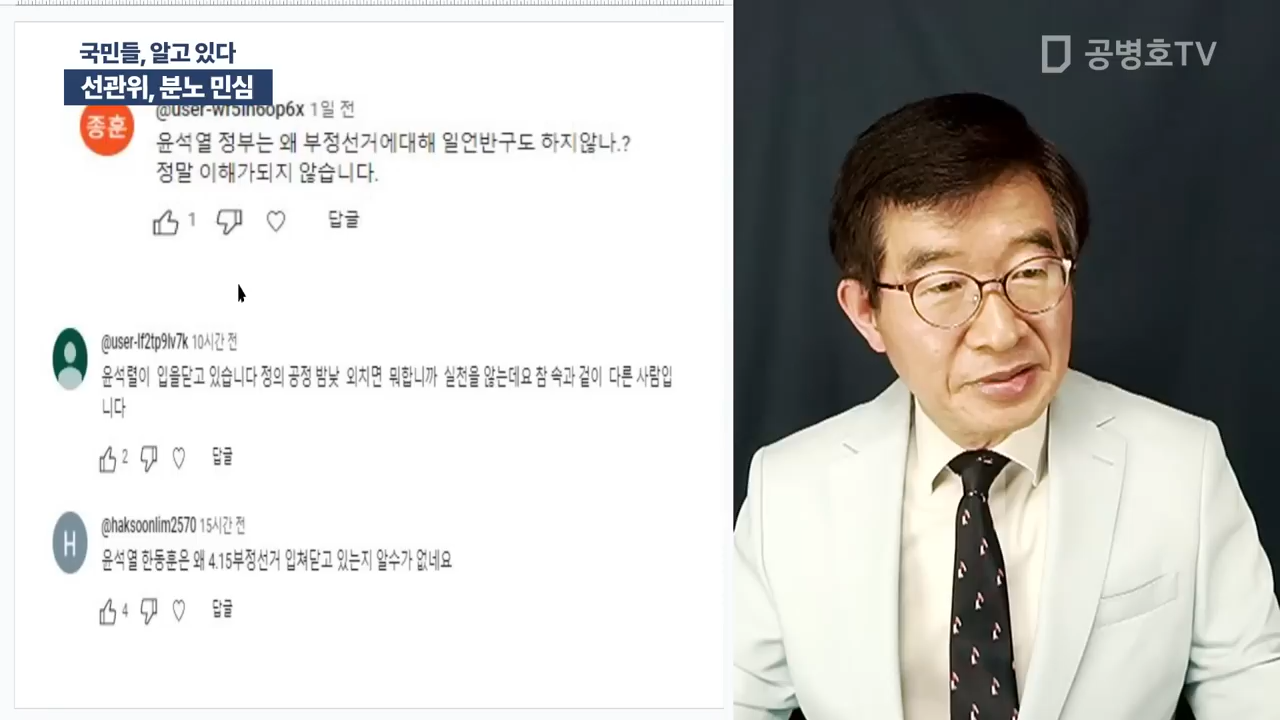 국민들, 알고 있다
선관위, 분노 민심
공병호TV
종훈
1일 전
윤석열 정부는 왜 부정선거에대해 일언반구도 하지않나.?
정말 이해가되지 않습니다.
1 답글
@user-lf2tp9lv7k 10시간 전
윤석렬이 입을닫고 있습니다 정의 공정 밤낮 외치면 뭐합니까 실천을 않는데요 참 속과 겉이 다른 사람입
니다
2 답글
H
@haksoonlim2570 15시간 전
윤석열 한동훈은 왜 4.15부정선거 입쳐닫고 있는지 알수가 없네요
4 답글